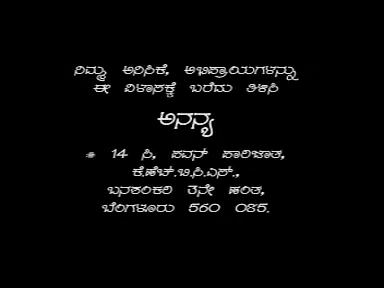 ನಿಮ್ಮ ಅನಿಸಿಕೆ, ಅಭಿಪ್ರಾಯಗಳನ್ನು
ಈ ವಿಳಾಸಕ್ಕೆ ಬರೆದು ತಿಳಿಸಿ
ಅನನ್ಯ
# 14 ಸಿ, ಪವನ್ ಪಾರಿಜಾತ,
ಕೆ.ಹೆಚ್.ಬಿ.ಸಿ.ಎಸ್.,
ಬನಶಂಕರಿ 3ನೇ ಹಂತ,
ಬೆಂಗಳೂರು 560 085.